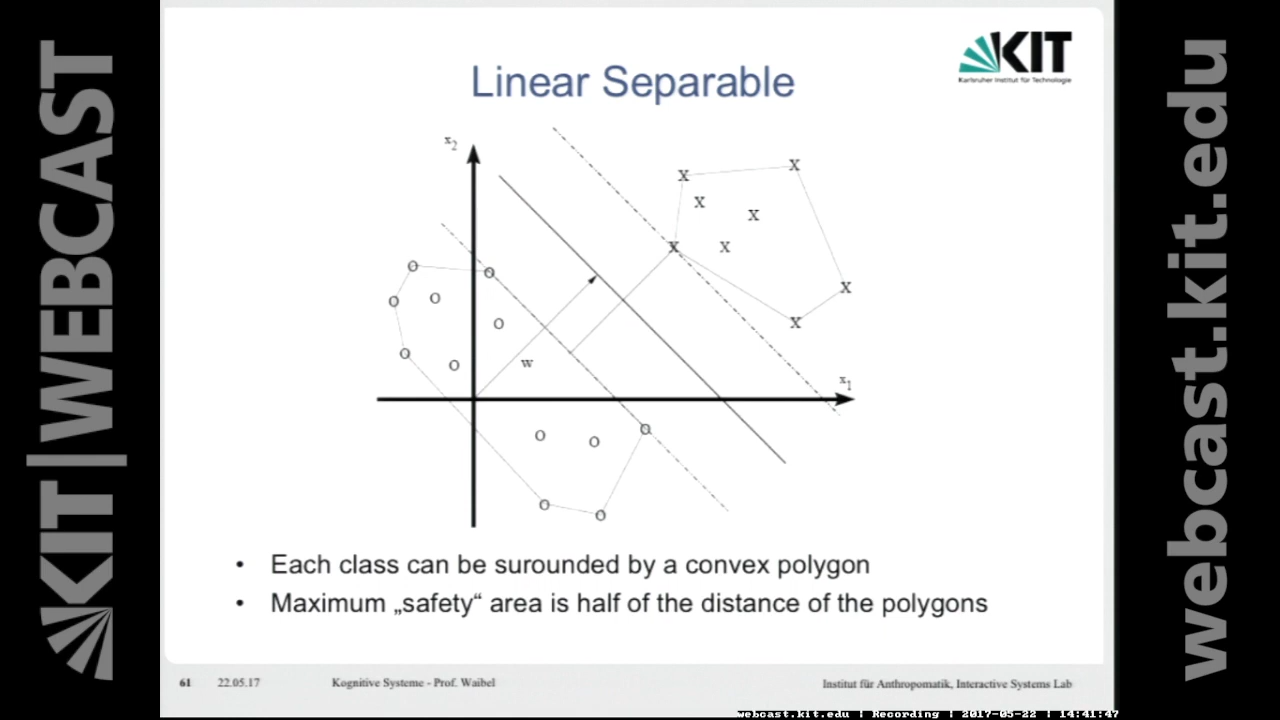 KIT | WEBCAST
KIT
Karlsruher Institut für Technologie
Linear Separable
x2
x1
w
• Each class can be surounded by a convex polygon
• Maximum „safety“ area is half of the distance of the polygons
61 22.05.17 Kognitive Systeme - Prof. Waibel Institut für Anthropomatik, Interactive Systems Lab
webcast.kit.edu | Recording | 2017-05-22 | 14:41:47
webcast.kit.edu